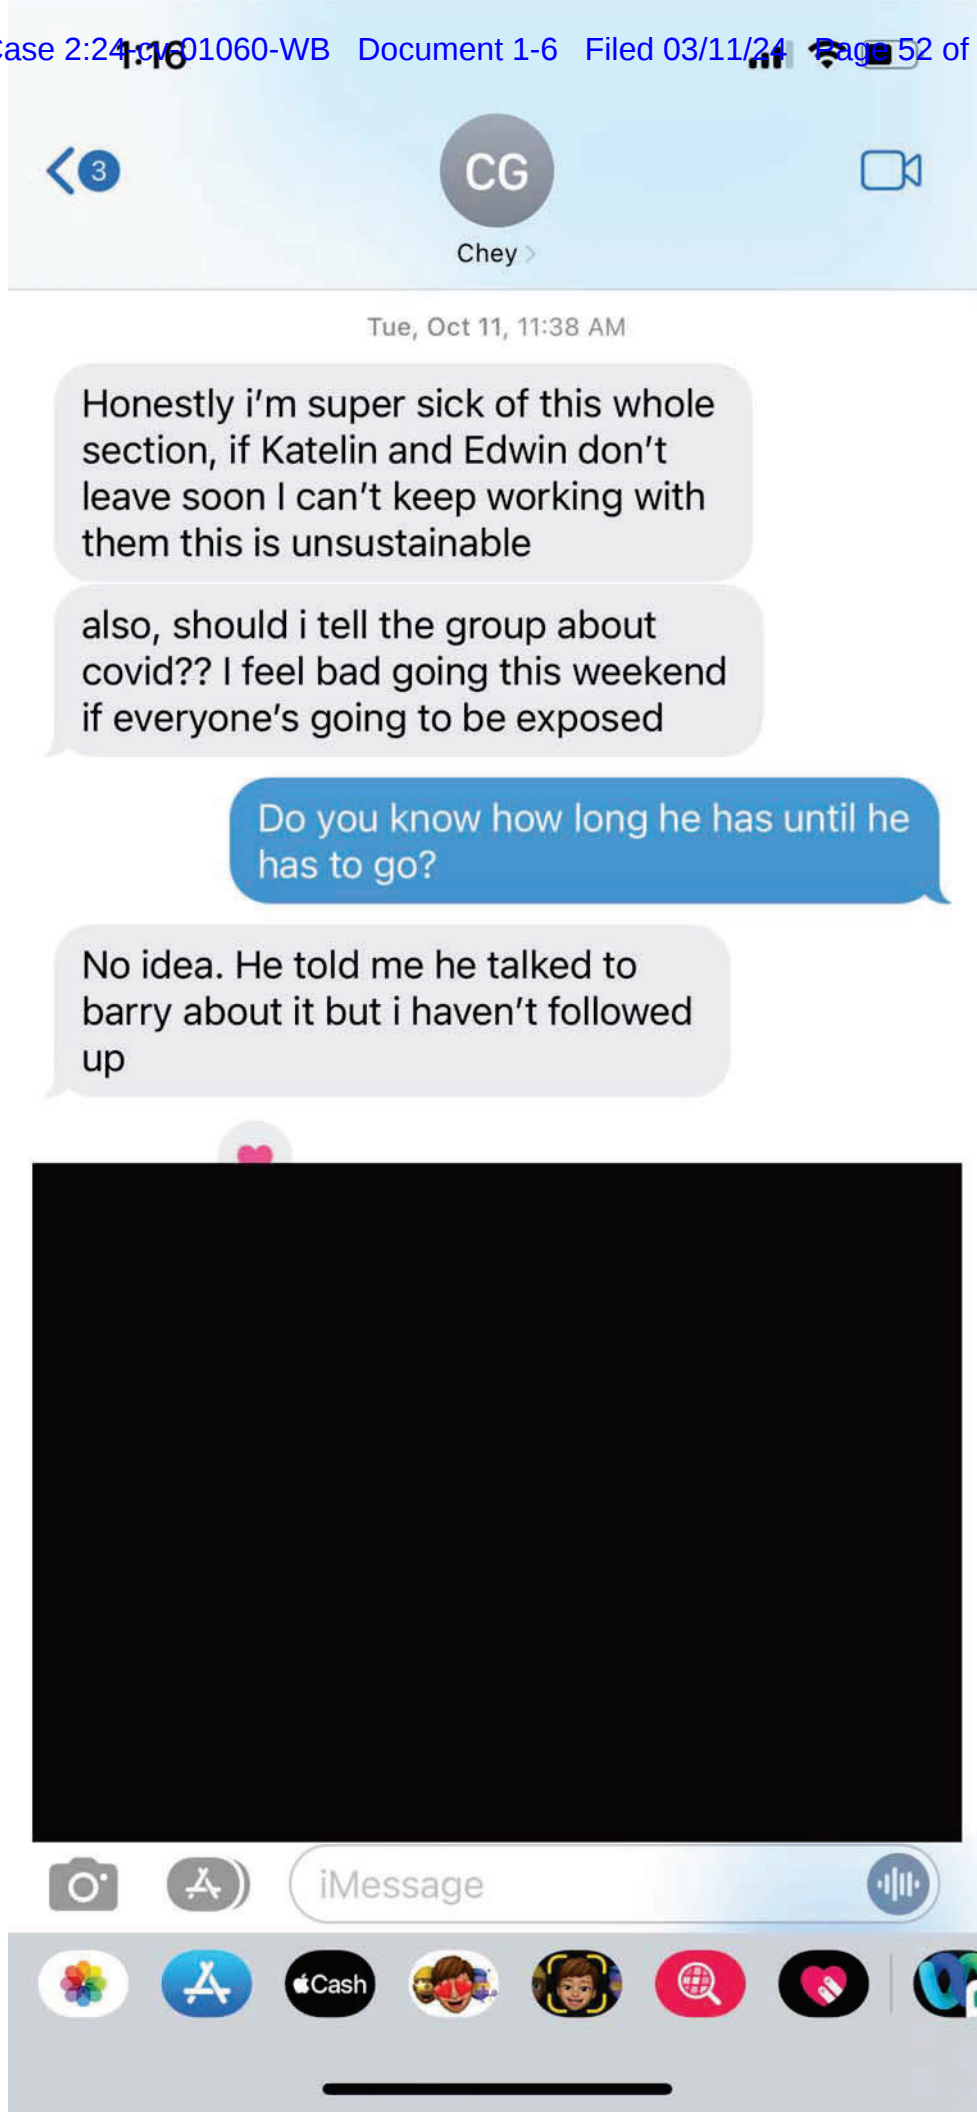 ase 2:24-cv-01060-WB Document 1-6 Filed 03/11/24 Page 52 of
1:16
3
CG
Chey
Tue, Oct 11, 11:38 AM
Honestly i'm super sick of this whole
section, if Katelin and Edwin don't
leave soon I can't keep working with
them this is unsustainable
also, should i tell the group about
covid?? I feel bad going this weekend
if everyone's going to be exposed
Do you know how long he has until he
has to go?
No idea. He told me he talked to
barry about it but i haven't followed
up
iMessage
Cash